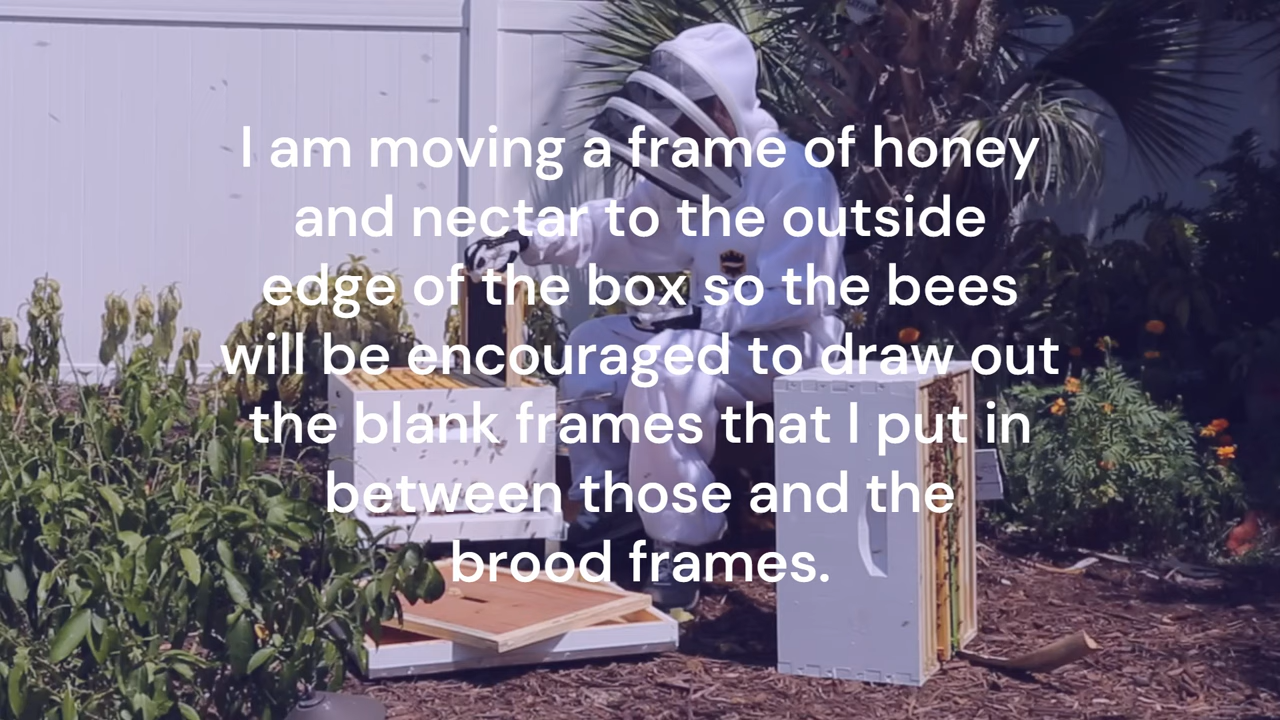 I am moving a frame of honey
and nectar to the outside
edge of the box so the bees
will be encouraged to draw out
the blank frames that I put in
between those and the
brood frames.